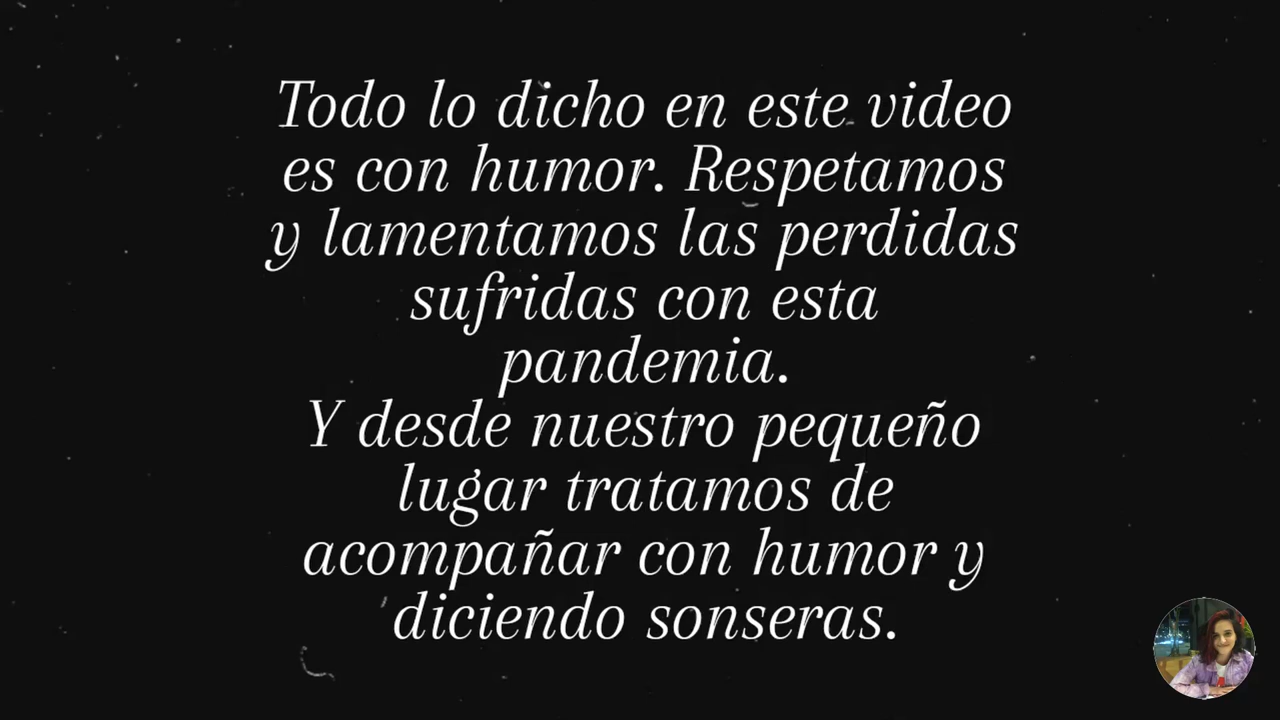 Todo lo dicho en este video
es con humor. Respetamos
y lamentamos las perdidas
sufridas con esta
pandemia.
Y desde nuestro pequeño
lugar tratamos de
acompañar con humor y
diciendo sonseras.